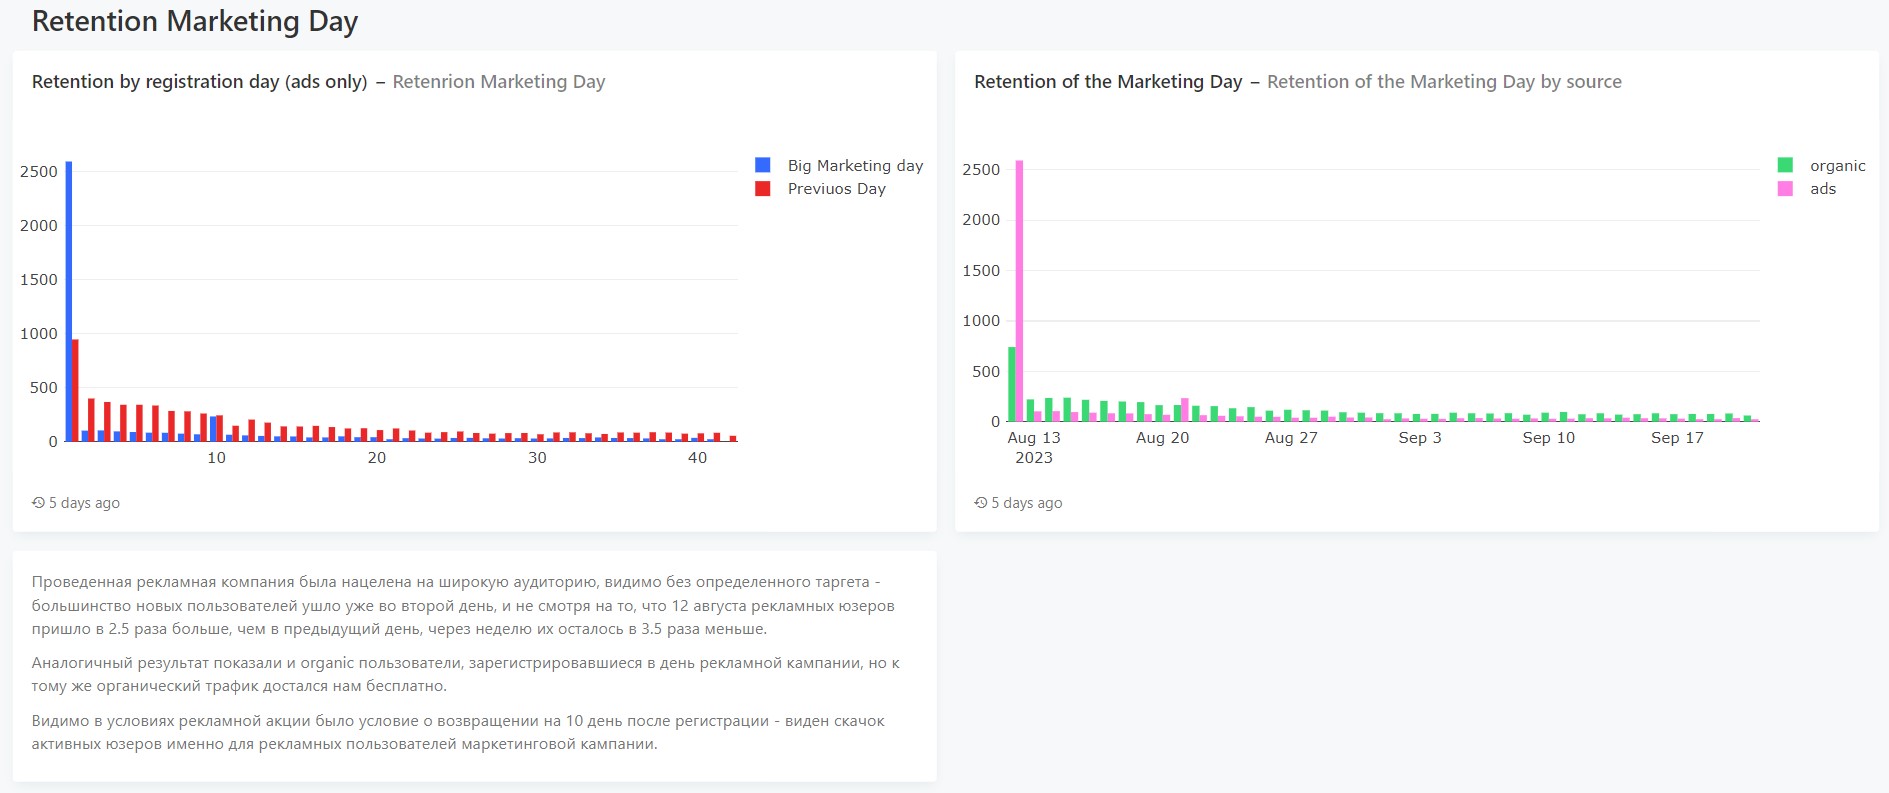 Retention Marketing Day
Retention by registration day (ads only) – Retenrion Marketing Day
2500
2000
1500
1000
500
0
10
20
30
40
Big Marketing day
Previuos Day
5 days ago
Retention of the Marketing Day – Retention of the Marketing Day by source
2500
2000
1500
1000
500
0
Aug 13
2023
Aug 20
Aug 27
Sep 3
Sep 10
Sep 17
organic
ads
5 days ago
Проведенная рекламная компания была нацелена на широкую аудиторию, видимо без определенного таргета -
большинство новых пользователей ушло уже во второй день, и не смотря на то, что 12 августа рекламных юзеров
пришло в 2.5 раза больше, чем в предыдущий день, через неделю их осталось в 3.5 раза меньше.
Аналогичный результат показали и organic пользователи, зарегистрировавшиеся в день рекламной кампании, но к
тому же органический трафик достался нам бесплатно.
Видимо в условиях рекламной акции было условие о возвращении на 10 день после регистрации - виден скачок
активных юзеров именно для рекламных пользователей маркетинговой кампании.